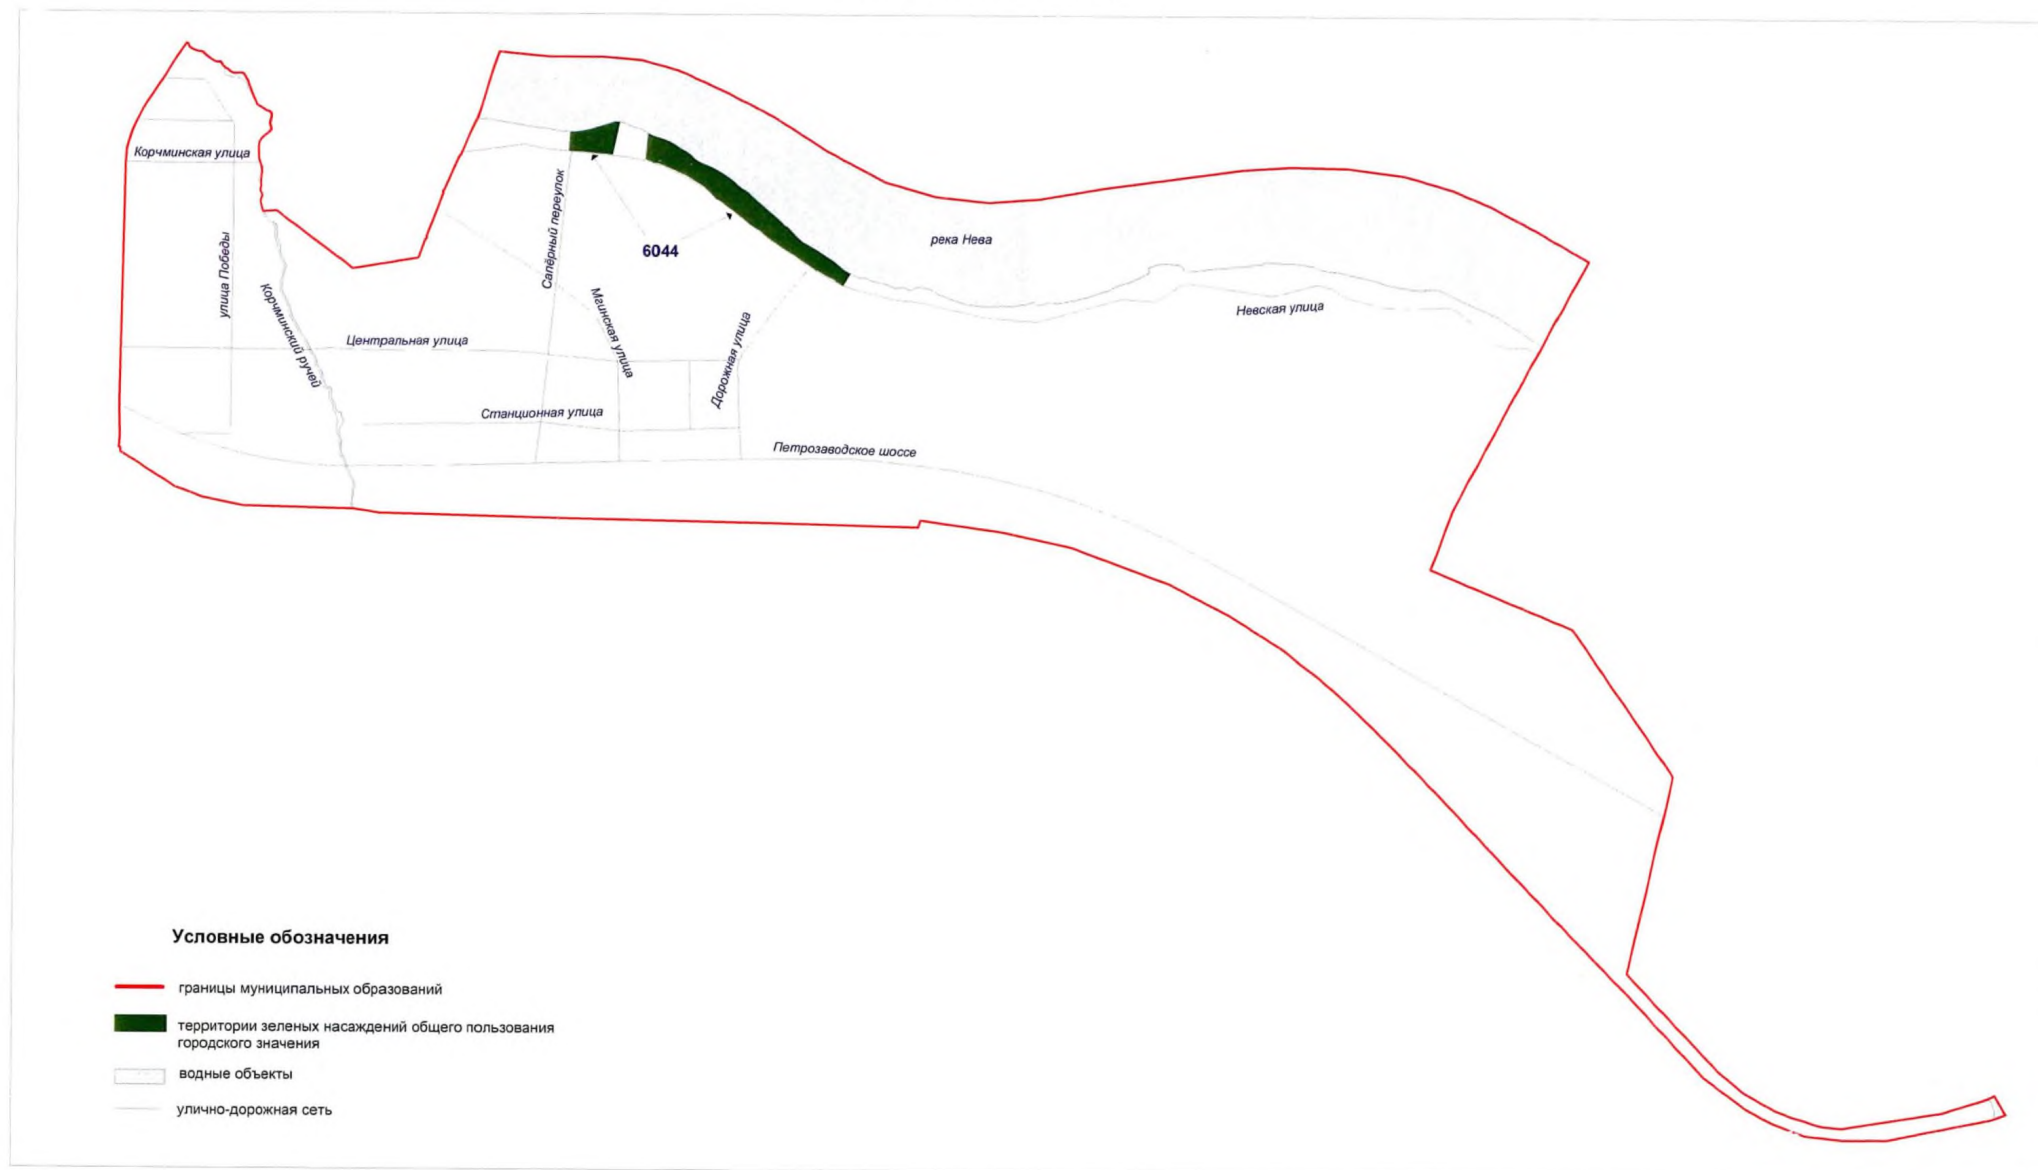 Корчминская улица
улица Победы
Корчминский ручей
Сапёрный переулок
6044
река Нева
Мгинская улица
Невская улица
Центральная улица
Дорожная улица
Станционная улица
Петрозаводское шоссе
Условные обозначения
границы муниципальных образований
территории зеленых насаждений общего пользования
городского значения
водные объекты
улично-дорожная сеть